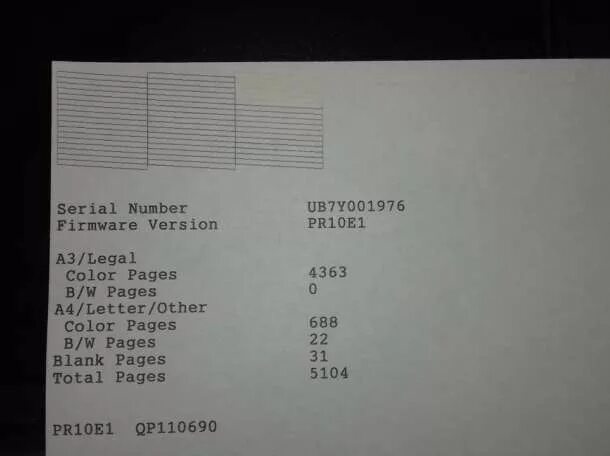 Serial Number UB7Y001976
Firmware Version PR10E1
A3/Legal
Color Pages 4363
B/W Pages 0
A4/Letter/Other
Color Pages 688
B/W Pages 22
Blank Pages 31
Total Pages 5104
PR10E1 QP110690